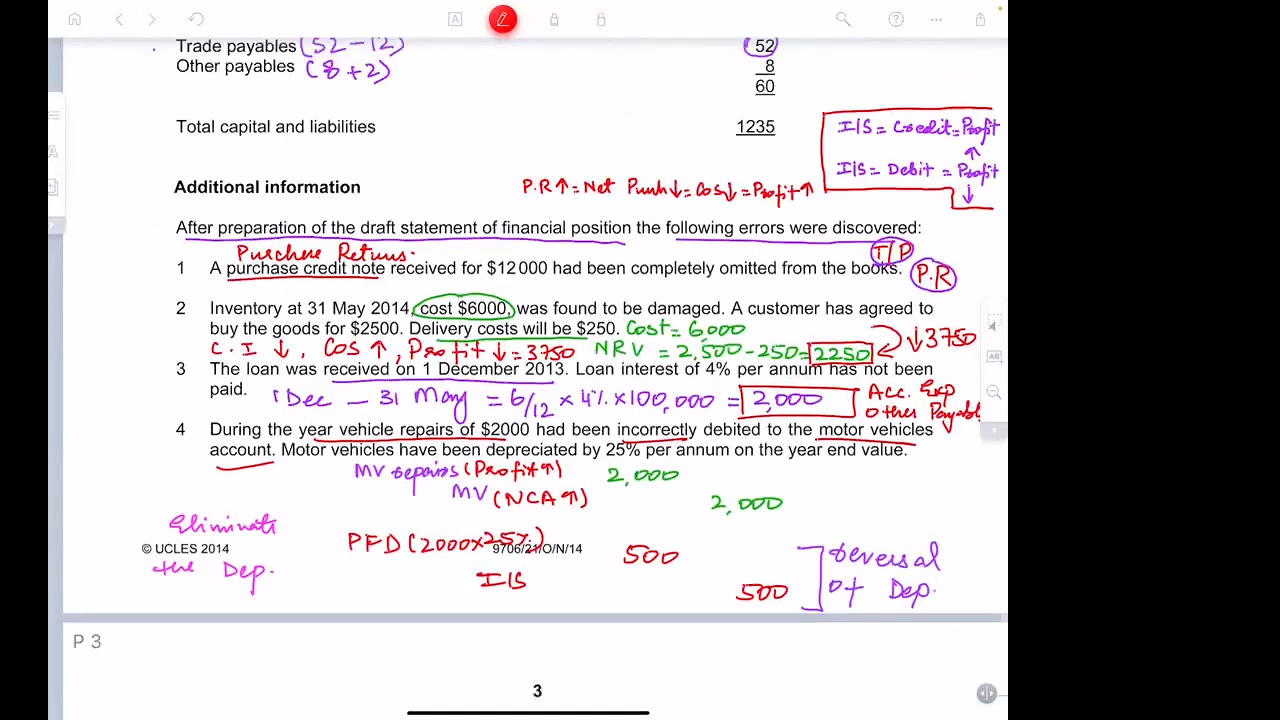 Trade payables (52 - 12) 52
Other payables (8 + 2) 8
60
Total capital and liabilities 1235
I/S = Credit = Profit ↑
I/S = Debit = Profit ↓
Additional information
P.R ↑ = Net Purch ↓ = Cos ↓ = Profit ↑
After preparation of the draft statement of financial position the following errors were discovered:
Purchase Returns. T/P
1 A purchase credit note received for $12 000 had been completely omitted from the books. P.R
2 Inventory at 31 May 2014, cost $6000, was found to be damaged. A customer has agreed to
buy the goods for $2500. Delivery costs will be $250. Cost = 6,000
C.I ↓, Cos ↑, Profit ↓ = 3750 NRV = 2,500 - 250 = 2250 ↓ 3750
3 The loan was received on 1 December 2013. Loan interest of 4% per annum has not been
paid. 1 Dec - 31 May = 6/12 x 4% x 100,000 = 2,000 Acc. Exp
Other Payabl
4 During the year vehicle repairs of $2000 had been incorrectly debited to the motor vehicles
account. Motor vehicles have been depreciated by 25% per annum on the year end value.
MV repairs (Profit ↑) 2,000
MV (NCA ↑) 2,000
Eliminate
the Dep.
© UCLES 2014 9706/21/O/N/14
PFD (2000 x 25%) 500
I/S 500
reversal
of Dep.
P 3
3